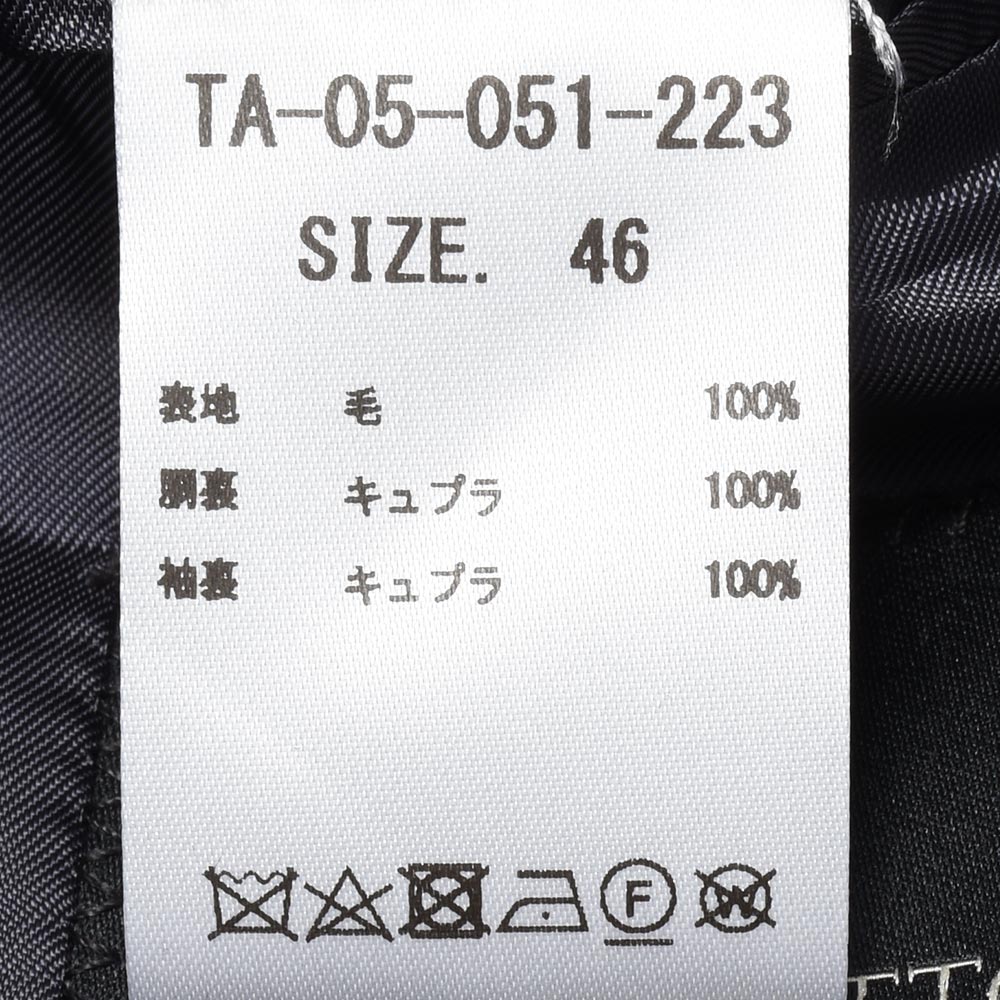 TA-05-051-223
SIZE. 46
表地 毛 100%
胴裏 キュプラ 100%
袖裏 キュプラ 100%
F
W